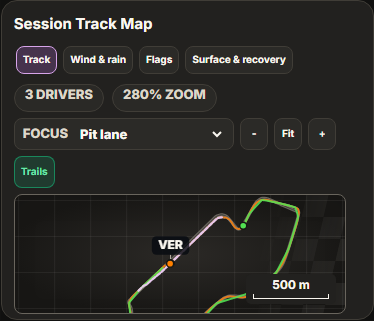 Session Track Map
Track Wind & rain Flags Surface & recovery
3 DRIVERS 280% ZOOM
FOCUS Pit lane - Fit +
Trails
VER
500 m